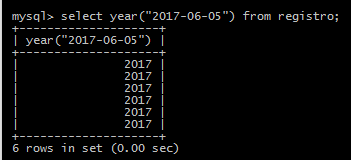 mysql> select year("2017-06-05") from registro;
+--------------------+
| year("2017-06-05") |
+--------------------+
|               2017 |
|               2017 |
|               2017 |
|               2017 |
|               2017 |
|               2017 |
+--------------------+
6 rows in set (0.00 sec)